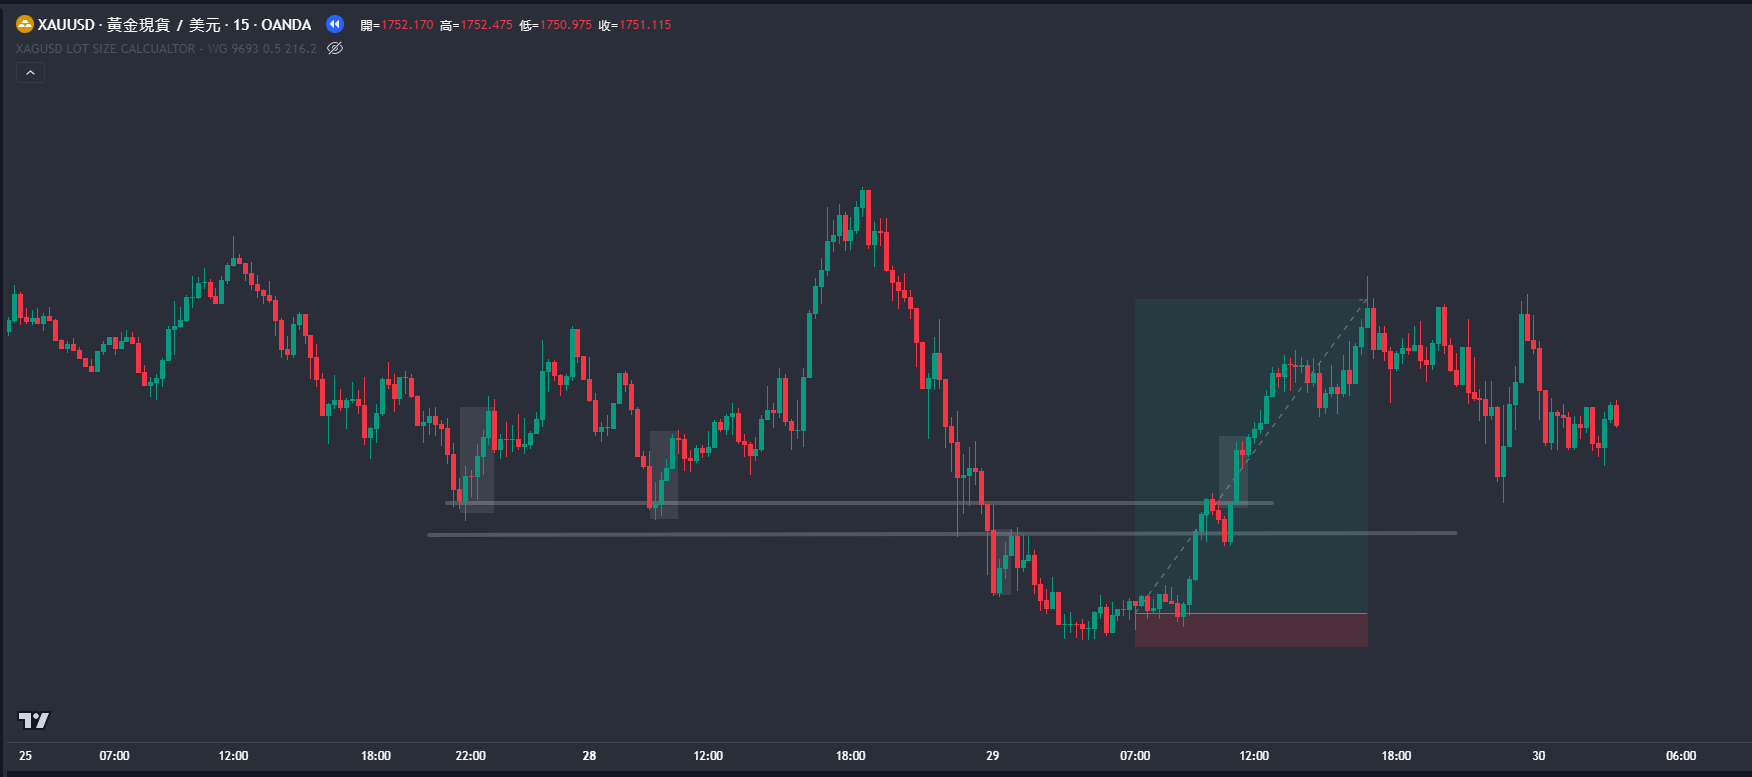 XAUUSD · 黃金現貨 / 美元 · 15 · OANDA 開=1752.170 高=1752.475 低=1750.975 收=1751.115
XAGUSD LOT SIZE CALCUALTOR - WG 9693 0.5 216.2
25 07:00 12:00 18:00 22:00 28 12:00 18:00 29 07:00 12:00 18:00 30 06:00